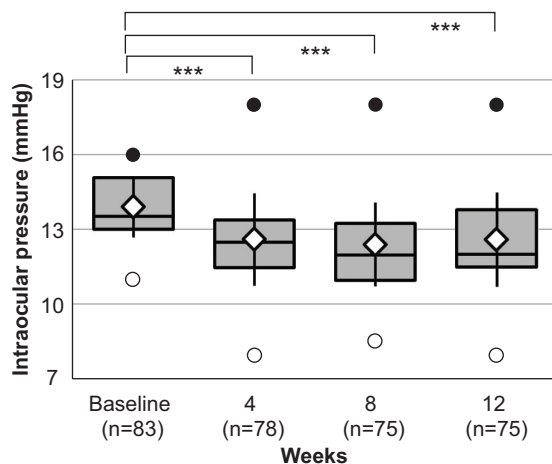 ***
***
***
Intraocular pressure (mmHg)
19
16
13
10
7
Baseline 4 8 12
(n=83) (n=78) (n=75) (n=75)
Weeks